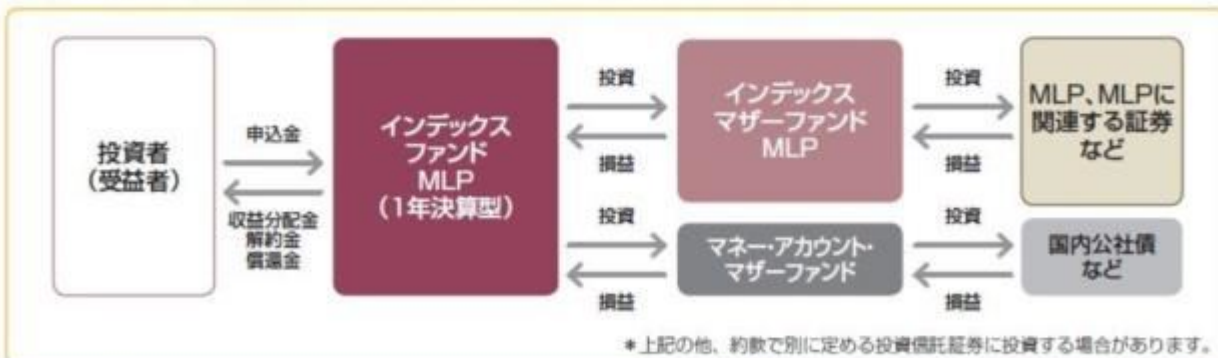 投資者
（受益者）
申込金
収益分配金
解約金
償還金
インデックス
ファンド
MLP
（1年決算型）
投資
損益
投資
損益
インデックス
マザーファンド
MLP
マネー・アカウント・
マザーファンド
投資
損益
投資
損益
MLP、MLPに
関連する証券
など
国内公社債
など
＊上記の他、約款で別に定める投資信託証券に投資する場合があります。